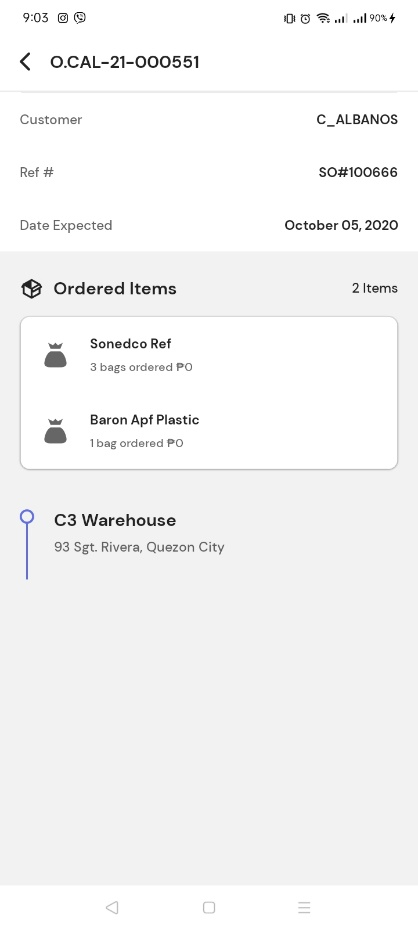 9:03
90%
O.CAL-21-000551
Customer C_ALBANOS
Ref # SO#100666
Date Expected October 05, 2020
Ordered Items 2 Items
Sonedco Ref
3 bags ordered ₱0
Baron Apf Plastic
1 bag ordered ₱0
C3 Warehouse
93 Sgt. Rivera, Quezon City